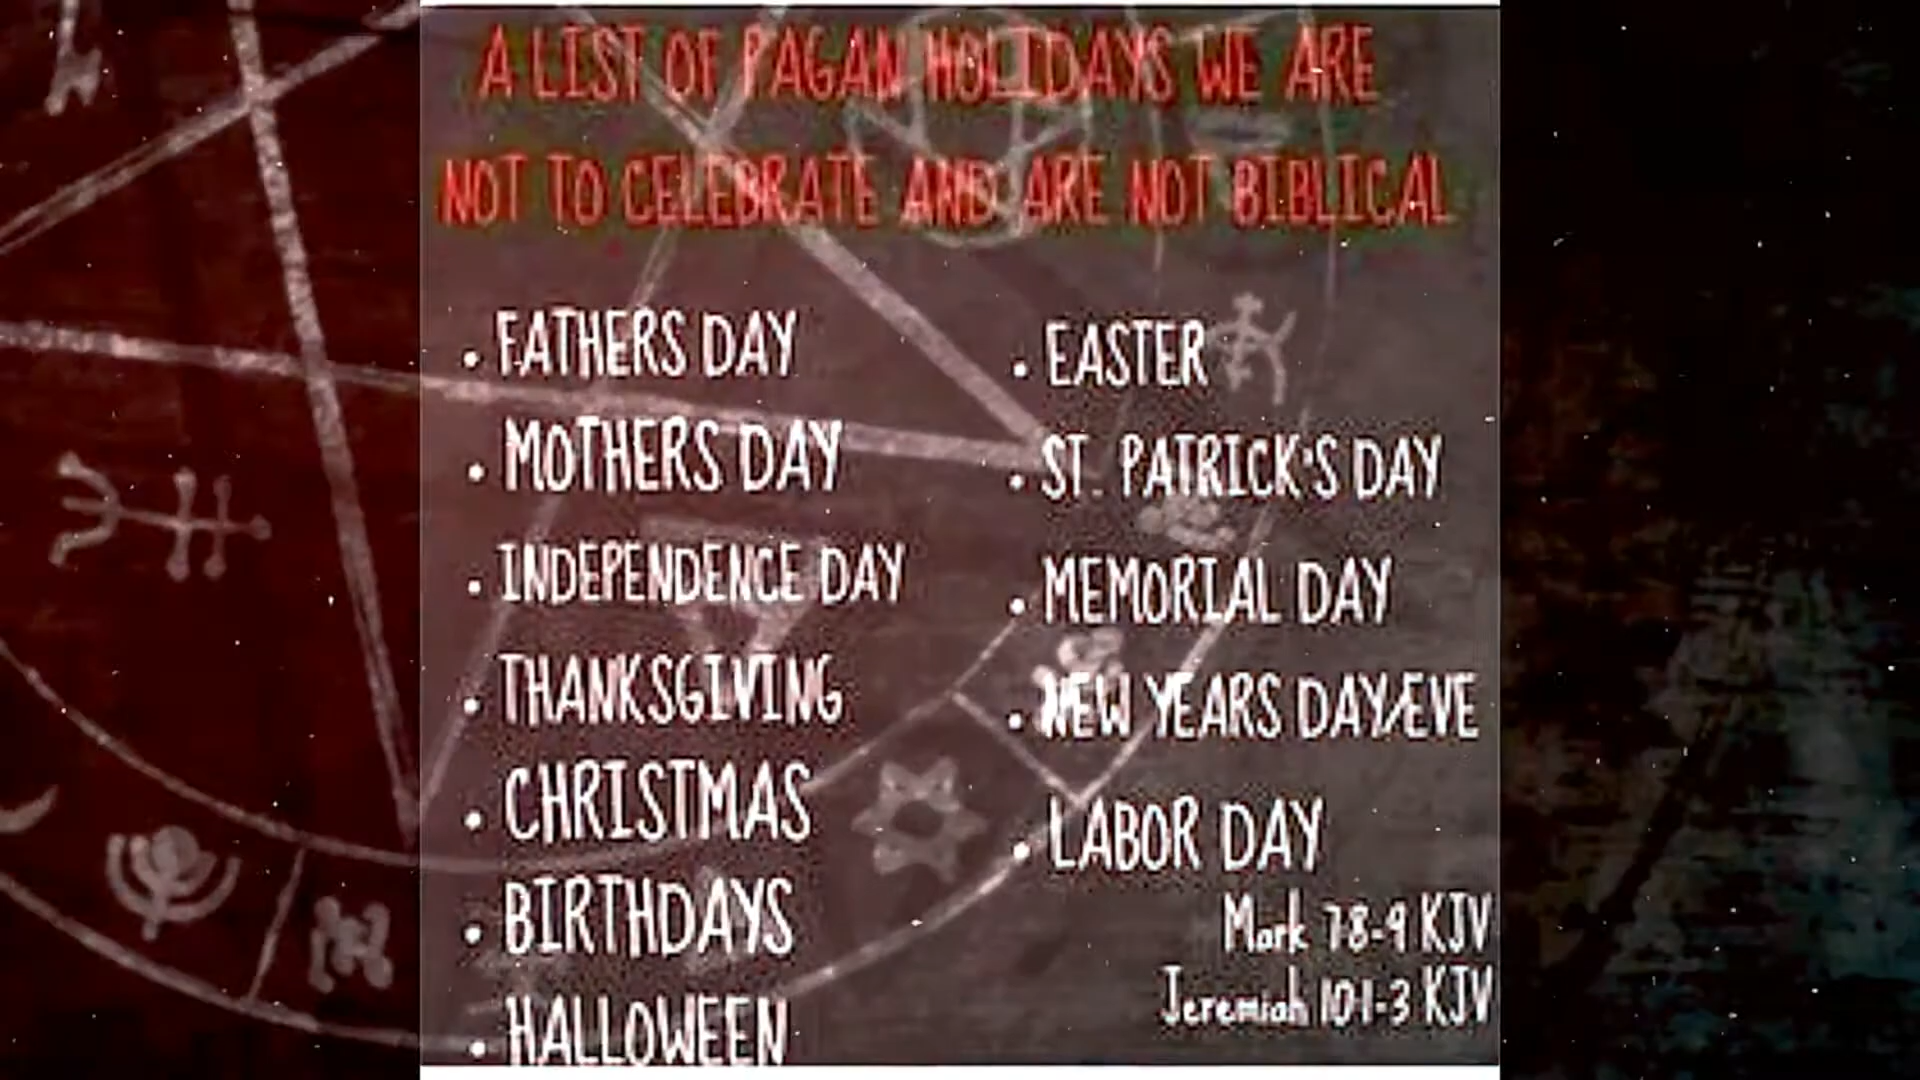 A LIST OF PAGAN HOLIDAYS WE ARE
NOT TO CELEBRATE AND ARE NOT BIBLICAL
• FATHERS DAY
• MOTHERS DAY
• INDEPENDENCE DAY
• THANKSGIVING
• CHRISTMAS
• BIRTHDAYS
• HALLOWEEN
• EASTER
• ST. PATRICK'S DAY
• MEMORIAL DAY
• NEW YEARS DAY/EVE
• LABOR DAY
Mark 7:8-9 KJV
Jeremiah 10:1-3 KJV